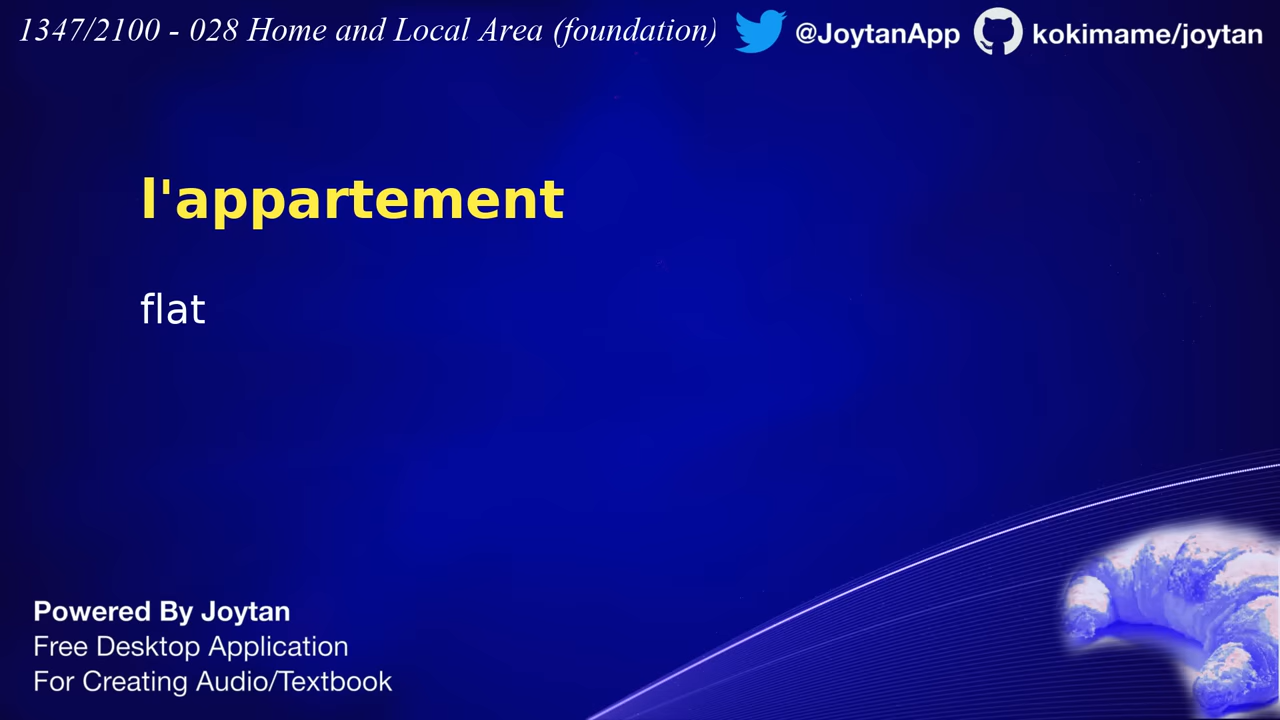 1347/2100 - 028 Home and Local Area (foundation)
@JoytanApp
kokimame/joytan
l'appartement
flat
Powered By Joytan
Free Desktop Application
For Creating Audio/Textbook